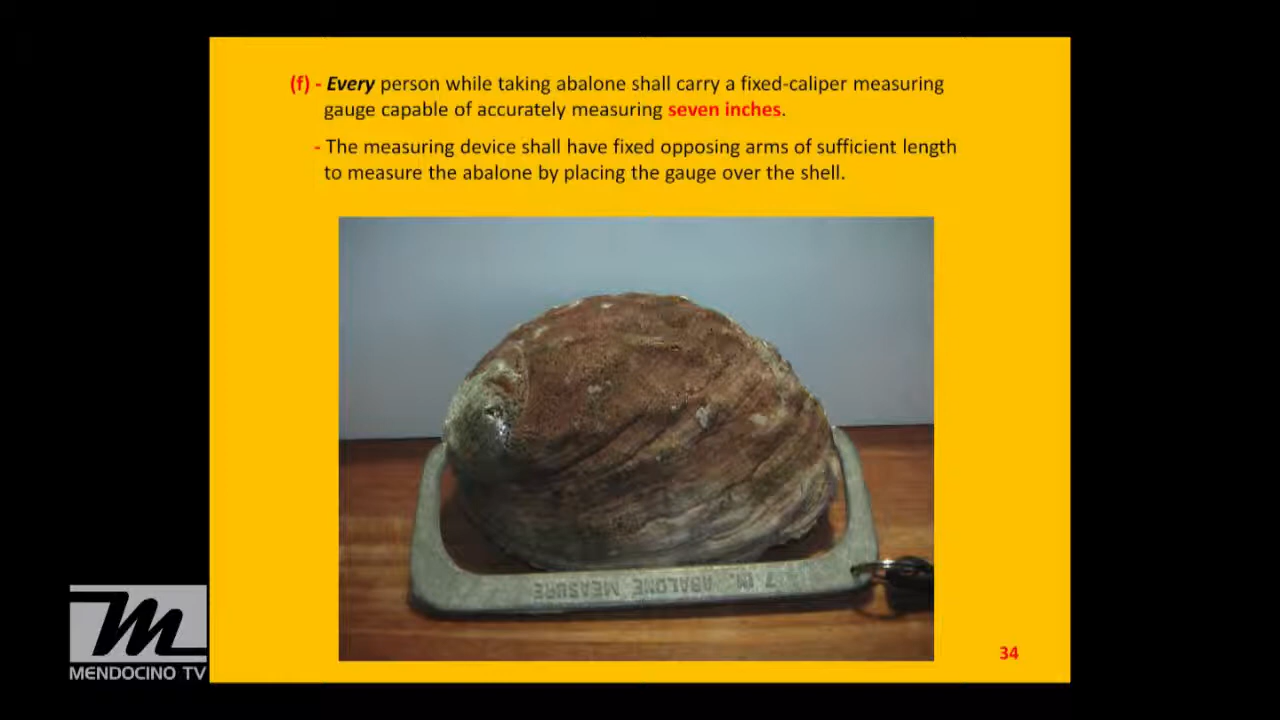 (f) - Every person while taking abalone shall carry a fixed-caliper measuring
gauge capable of accurately measuring seven inches.
- The measuring device shall have fixed opposing arms of sufficient length
to measure the abalone by placing the gauge over the shell.
7 IN. ABALONE MEASURE
34
m
MENDOCINO TV